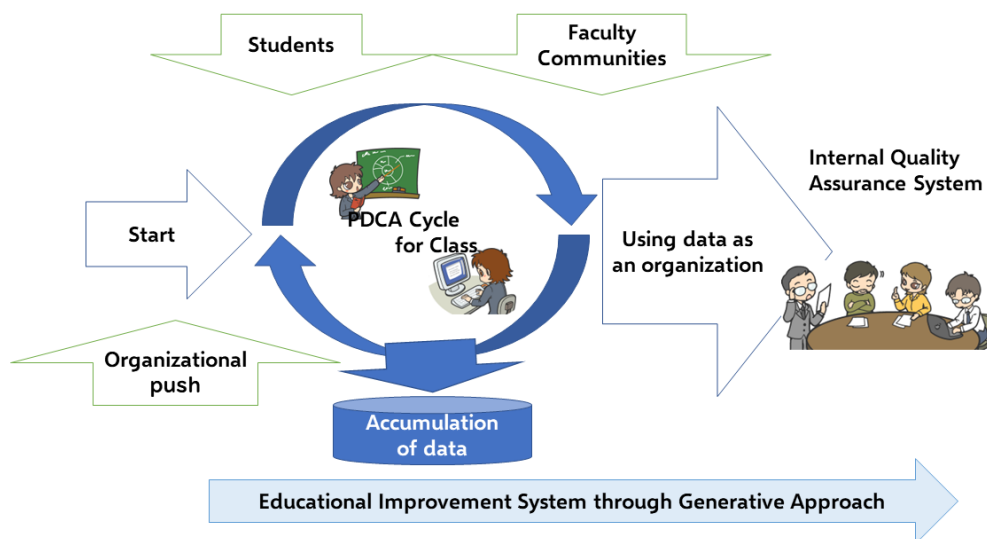 Students
Faculty
Communities
Internal Quality
Assurance System
PDCA Cycle
for Class
Start
Using data as
an organization
Organizational
push
Accumulation
of data
Educational Improvement System through Generative Approach